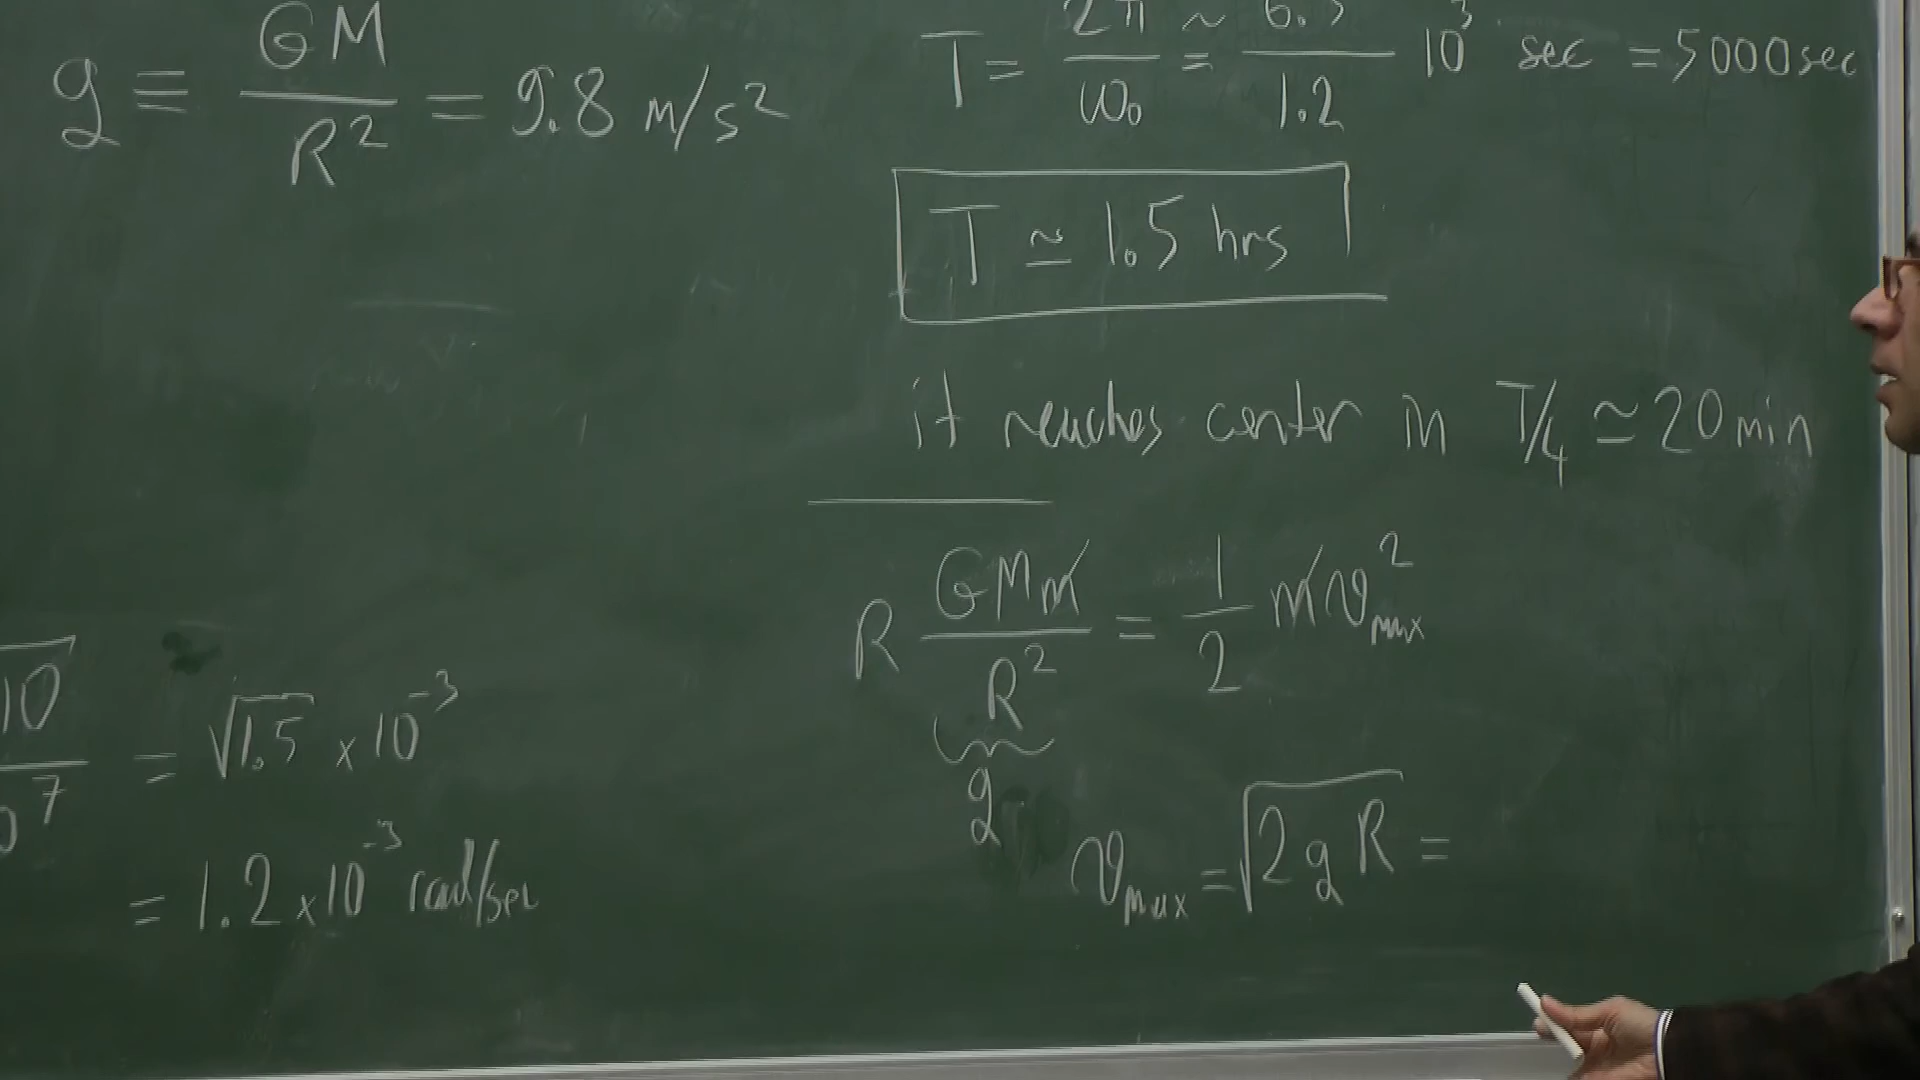 g ≡ GM / R² = 9.8 m/s²
T = 2π / ω₀ ≃ 6.3 / 1.2 10³ sec = 5000 sec
T ≃ 1.5 hrs
it reaches center in T/4 ≃ 20 min
R GMm / R² = 1/2 m v²max
g
vmax = √2gR =
10
7
= √1.5 × 10⁻³
= 1.2 × 10⁻³ rad/sec